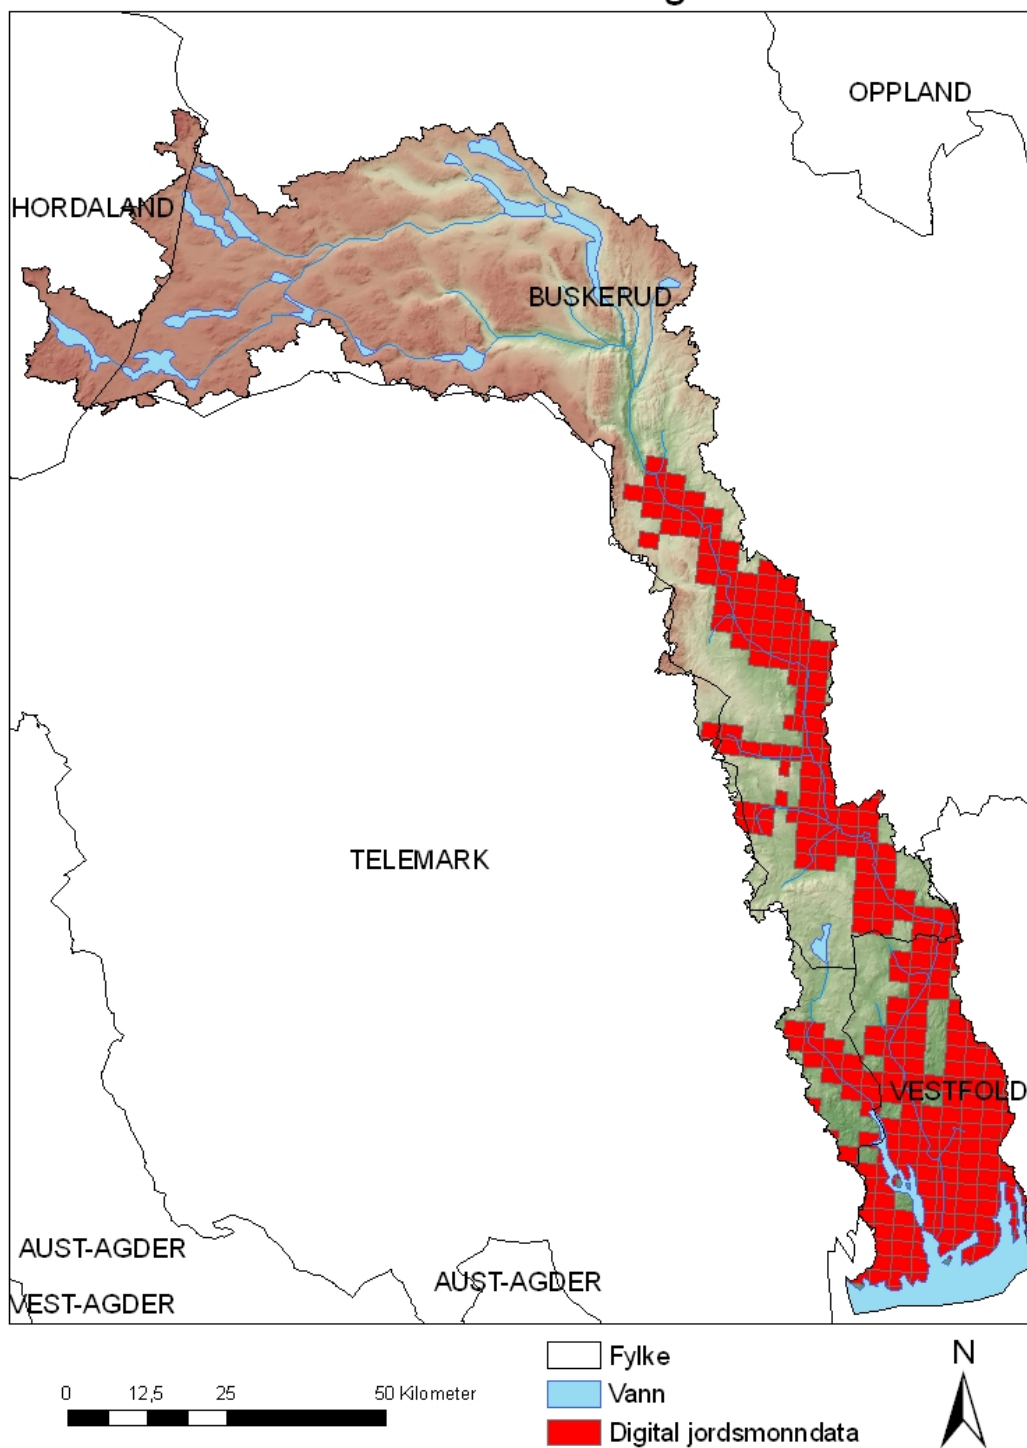 OPPLAND
HORDALAND
BUSKERUD
TELEMARK
VESTFOLD
AUST-AGDER
AUST-AGDER
VEST-AGDER
Fylke
N
0 12,5 25 50 Kilometer
Vann
Digital jordsmonndata